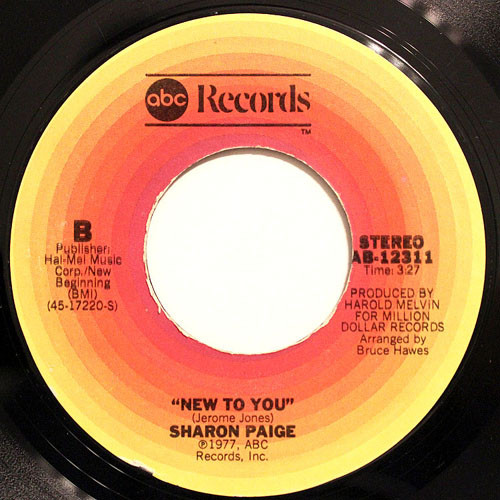 abc Records
TM
B
Publisher:
Hal-Mel Music
Corp./New
Beginning
(BMI)
(45-17220-S)
STEREO
AB-12311
Time: 3:27
PRODUCED BY
HAROLD MELVIN
FOR MILLION
DOLLAR RECORDS
Arranged by
Bruce Hawes
"NEW TO YOU"
(Jerome Jones)
SHARON PAIGE
℗1977, ABC
Records, Inc.